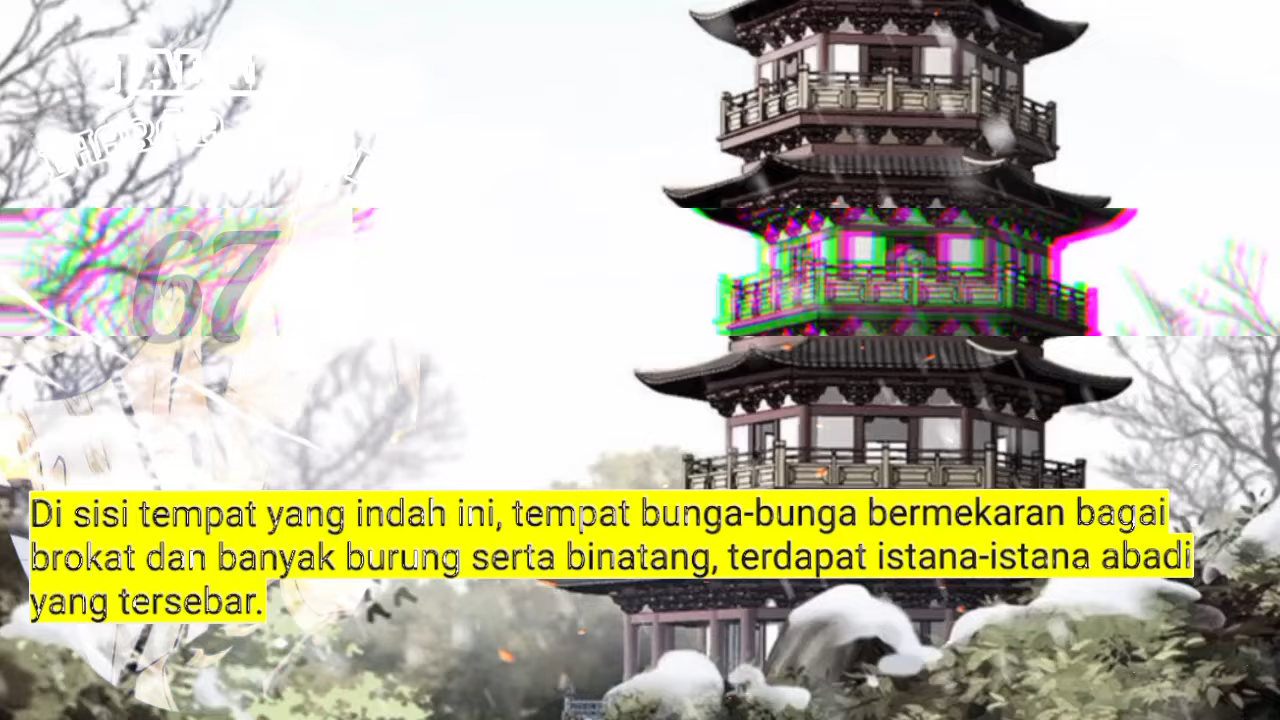 67
Di sisi tempat yang indah ini, tempat bunga-bunga bermekaran bagai
brokat dan banyak burung serta binatang, terdapat istana-istana abadi
yang tersebar.